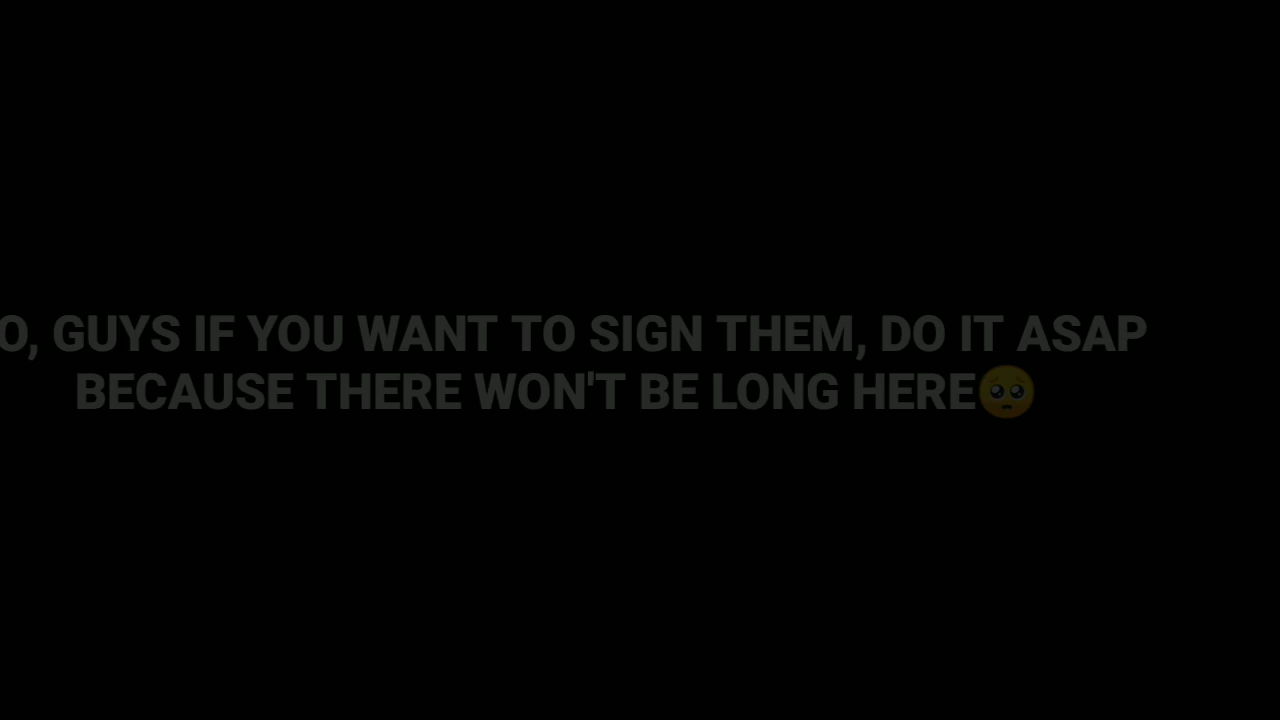 O, GUYS IF YOU WANT TO SIGN THEM, DO IT ASAP
BECAUSE THERE WON'T BE LONG HERE🥺